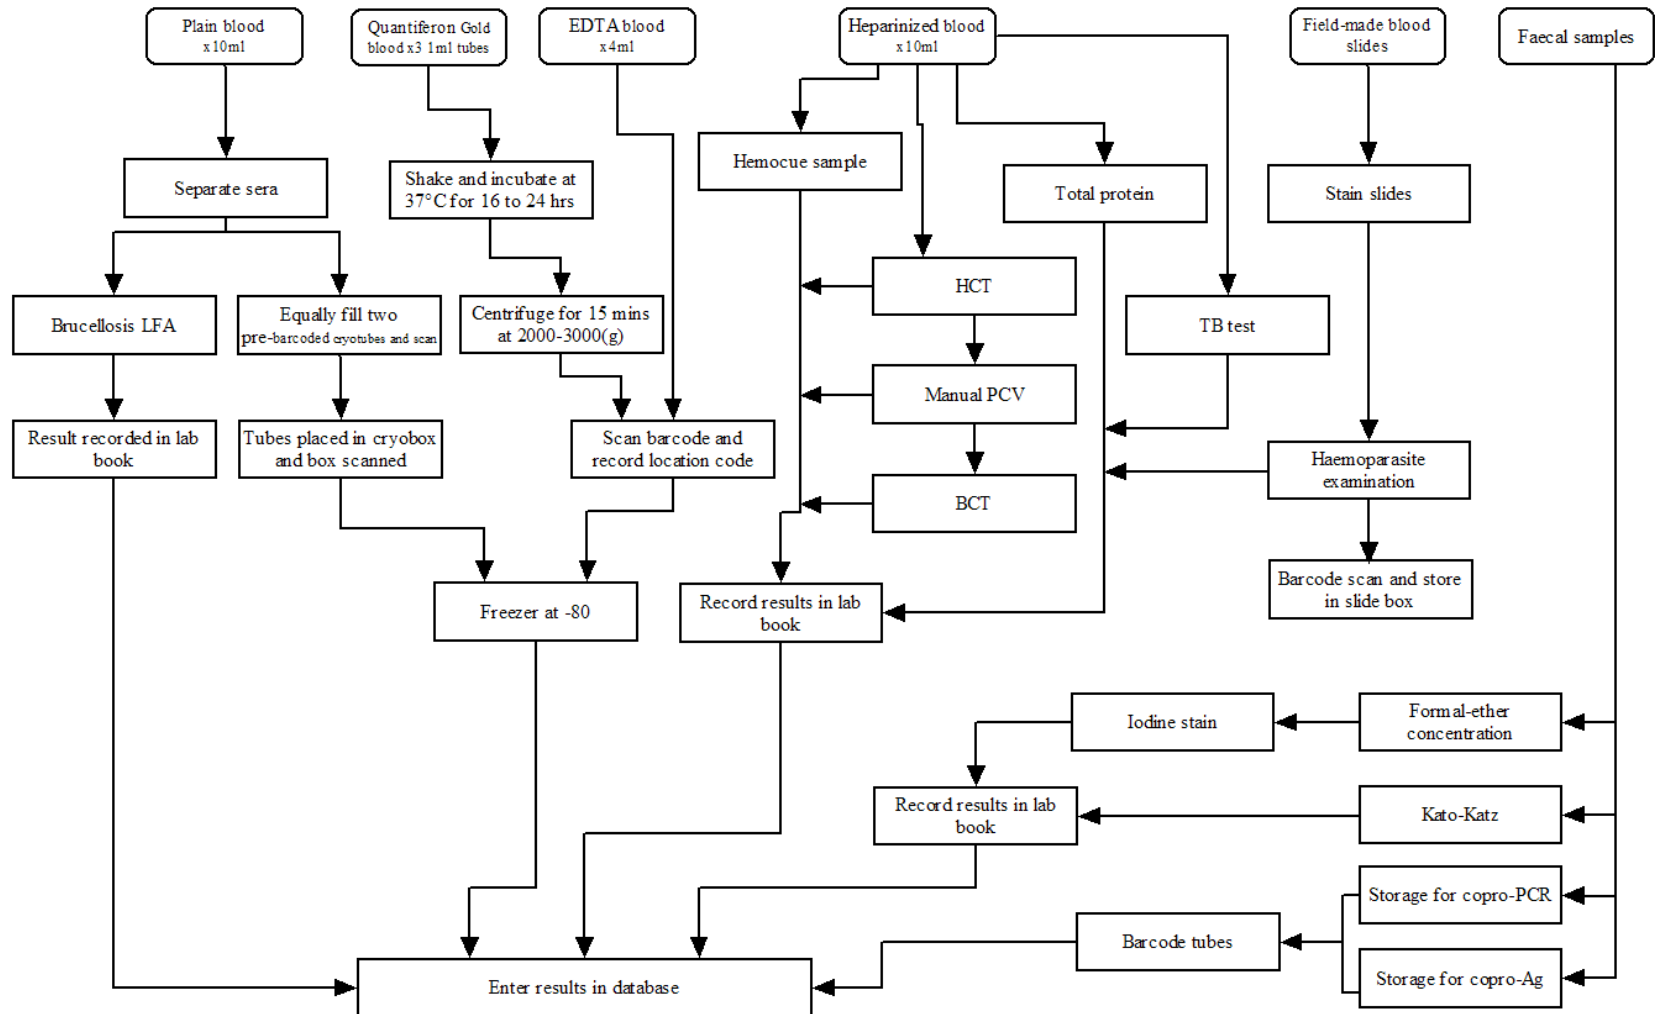 Plain blood
x10ml
Quantiferon Gold
blood x3 1ml tubes
EDTA blood
x4ml
Heparinized blood
x10ml
Field-made blood
slides
Faecal samples
Separate sera
Shake and incubate at
37°C for 16 to 24 hrs
Hemocue sample
Total protein
Stain slides
Brucellosis LFA
Equally fill two
pre-barcoded cryotubes and scan
Centrifuge for 15 mins
at 2000-3000(g)
HCT
TB test
Manual PCV
Result recorded in lab
book
Tubes placed in cryobox
and box scanned
Scan barcode and
record location code
Haemoparasite
examination
BCT
Freezer at -80
Record results in lab
book
Barcode scan and store
in slide box
Iodine stain
Formal-ether
concentration
Record results in lab
book
Kato-Katz
Storage for copro-PCR
Barcode tubes
Storage for copro-Ag
Enter results in database